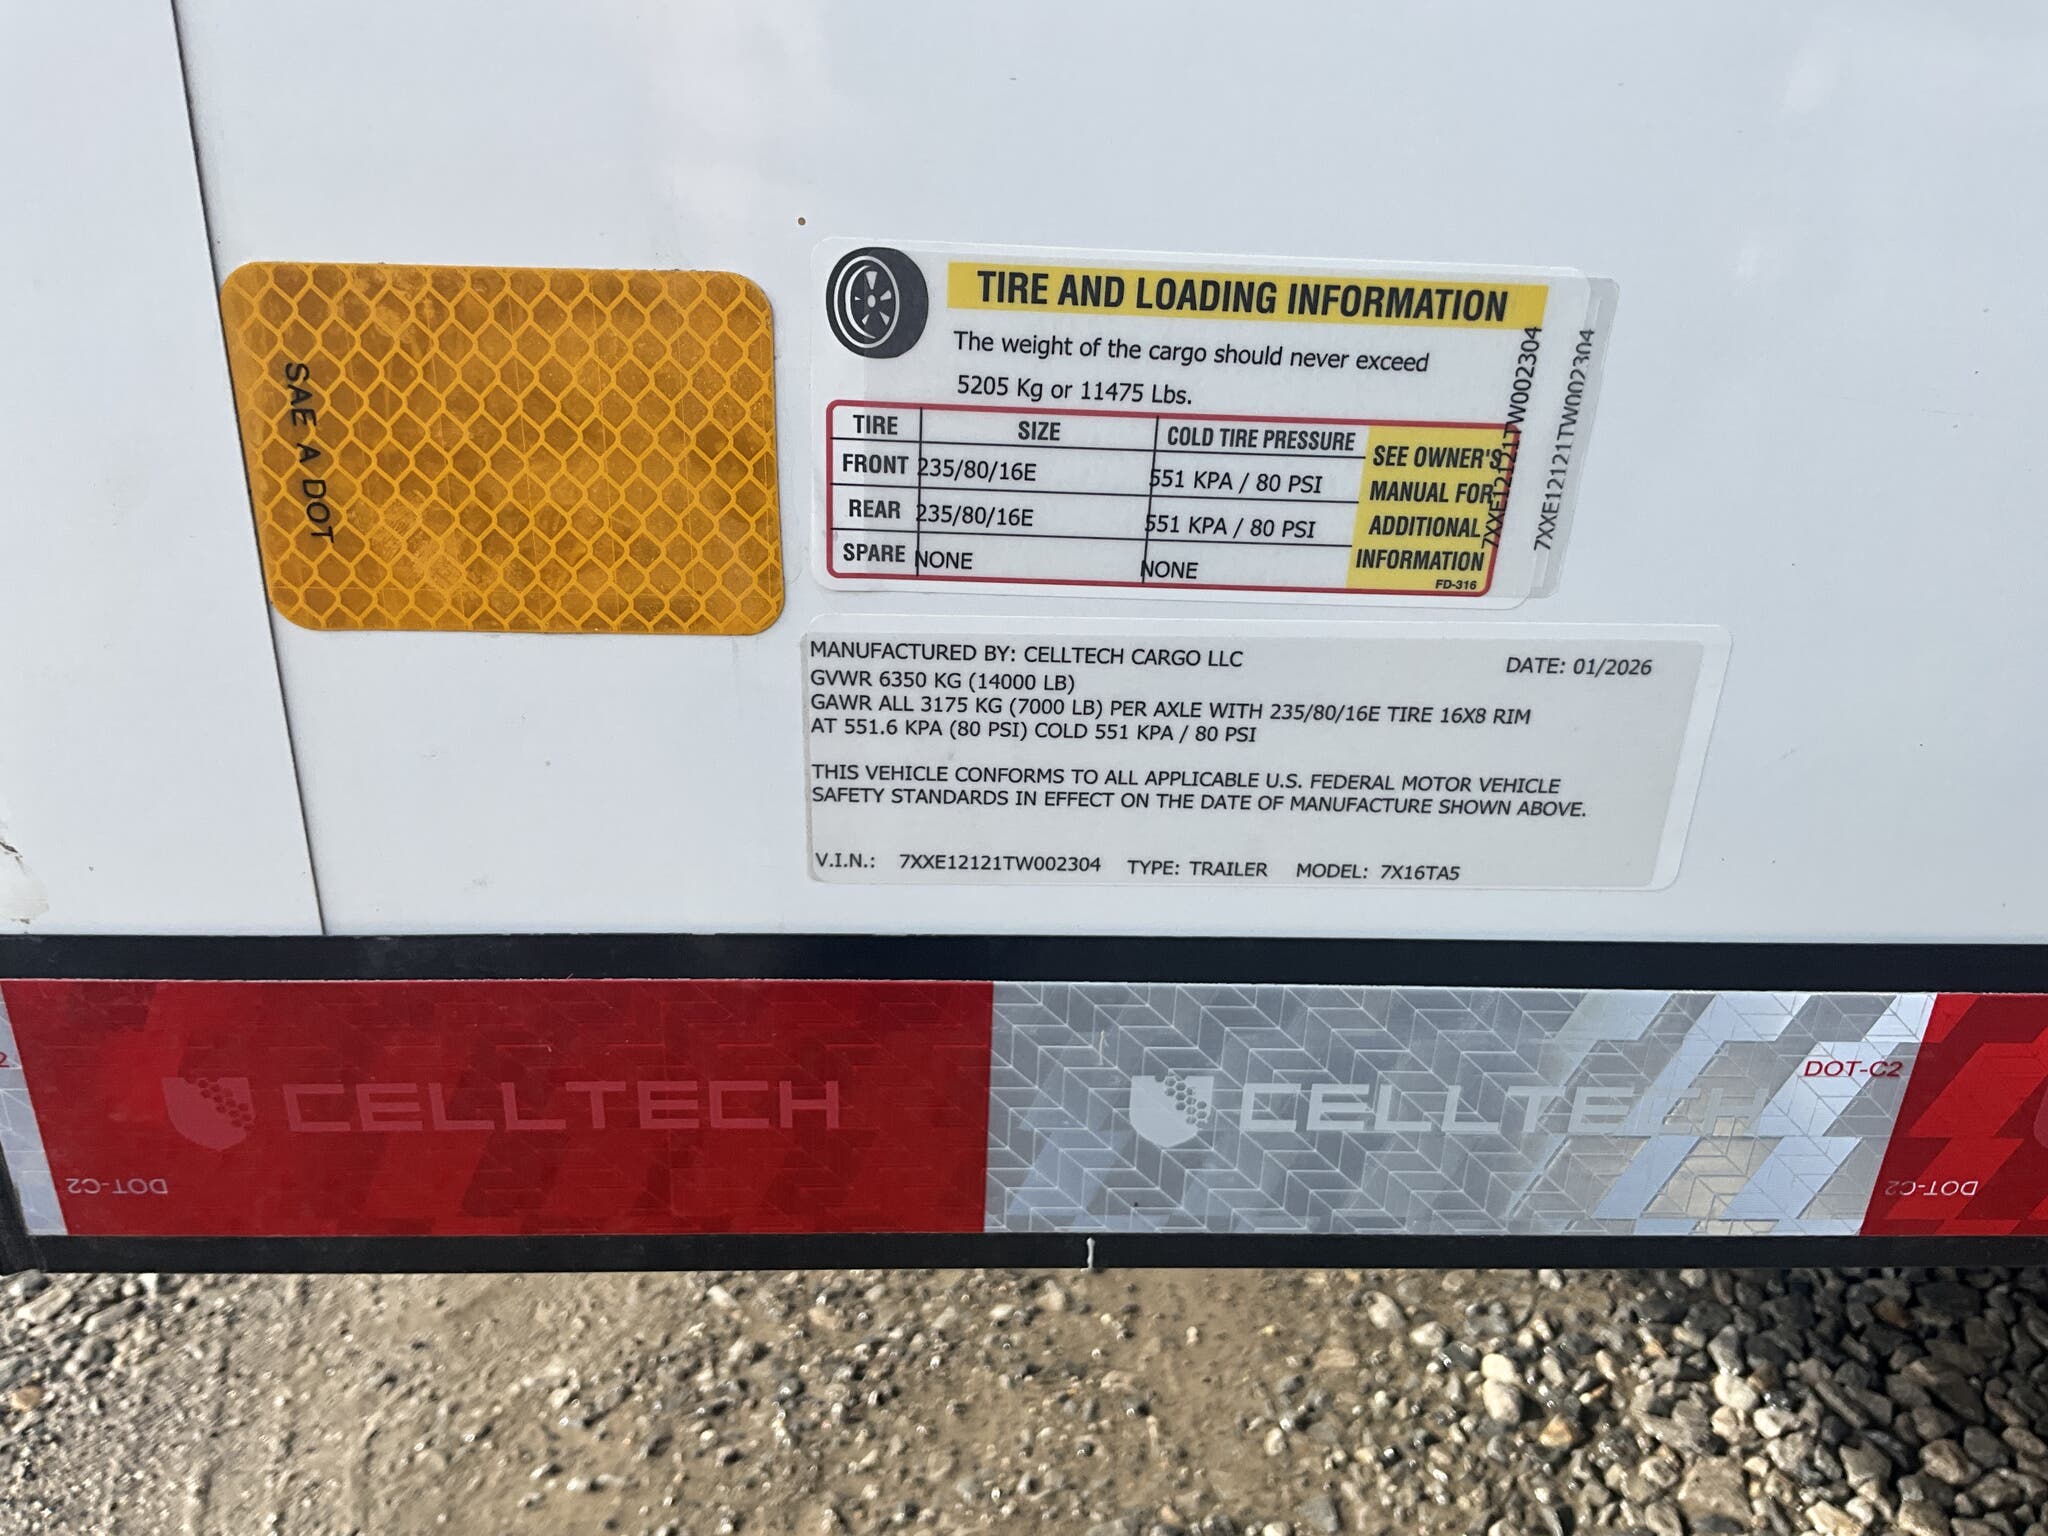 SAE A DOT
TIRE AND LOADING INFORMATION
The weight of the cargo should never exceed
5205 Kg or 11475 Lbs.
TIRE SIZE COLD TIRE PRESSURE
FRONT 235/80/16E 551 KPA / 80 PSI
REAR 235/80/16E 551 KPA / 80 PSI
SPARE NONE NONE
SEE OWNER'S
MANUAL FOR
ADDITIONAL
INFORMATION
FD-316
7XXE12121TW002304
7XXE12121TW002304
MANUFACTURED BY: CELLTECH CARGO LLC DATE: 01/2026
GVWR 6350 KG (14000 LB)
GAWR ALL 3175 KG (7000 LB) PER AXLE WITH 235/80/16E TIRE 16X8 RIM
AT 551.6 KPA (80 PSI) COLD 551 KPA / 80 PSI
THIS VEHICLE CONFORMS TO ALL APPLICABLE U.S. FEDERAL MOTOR VEHICLE
SAFETY STANDARDS IN EFFECT ON THE DATE OF MANUFACTURE SHOWN ABOVE.
V.I.N.: 7XXE12121TW002304 TYPE: TRAILER MODEL: 7X16TA5
CELLTECH
DOT-C2
CELLTECH
DOT-C2
DOT-C2